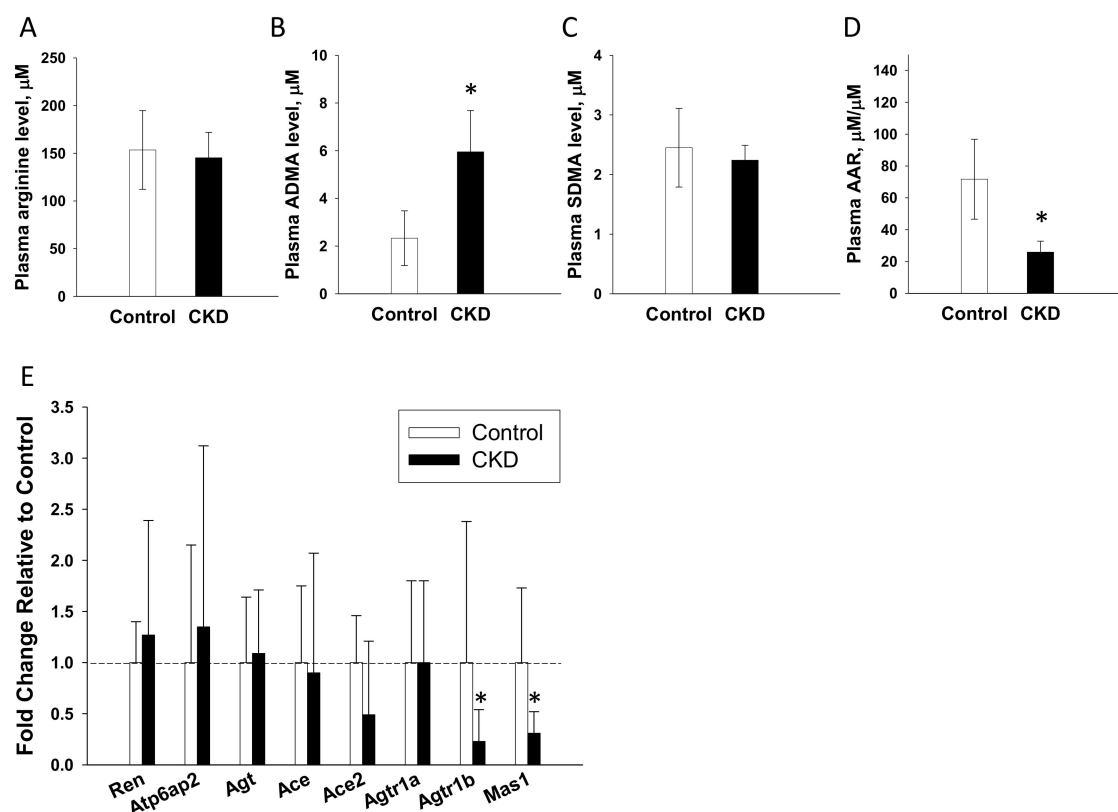 A
Plasma arginine level, μM
250
200
150
100
50
0
Control CKD
B
Plasma ADMA level, μM
10
8
6
4
2
0
*
Control CKD
C
Plasma SDMA level, μM
4
3
2
1
0
Control CKD
D
Plasma AAR, μM/μM
140
120
100
80
60
40
20
0
*
Control CKD
E
Fold Change Relative to Control
3.5
3.0
2.5
2.0
1.5
1.0
0.5
0.0
Control
CKD
* *
Ren Atp6ap2 Agt Ace Ace2 Agtr1a Agtr1b Mas1